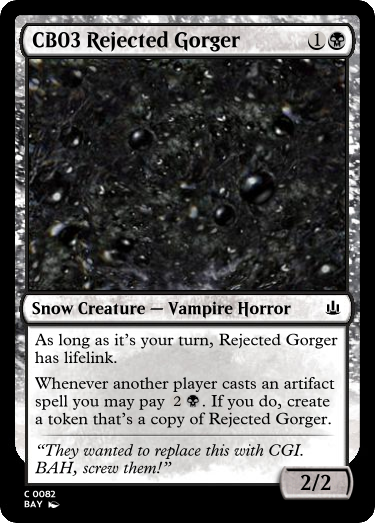 CB03 Rejected Gorger 1
Snow Creature — Vampire Horror
As long as it's your turn, Rejected Gorger
has lifelink.
Whenever another player casts an artifact
spell you may pay 2 . If you do, create
a token that's a copy of Rejected Gorger.
“They wanted to replace this with CGI.
BAH, screw them!”
2/2
C 0082
BAY